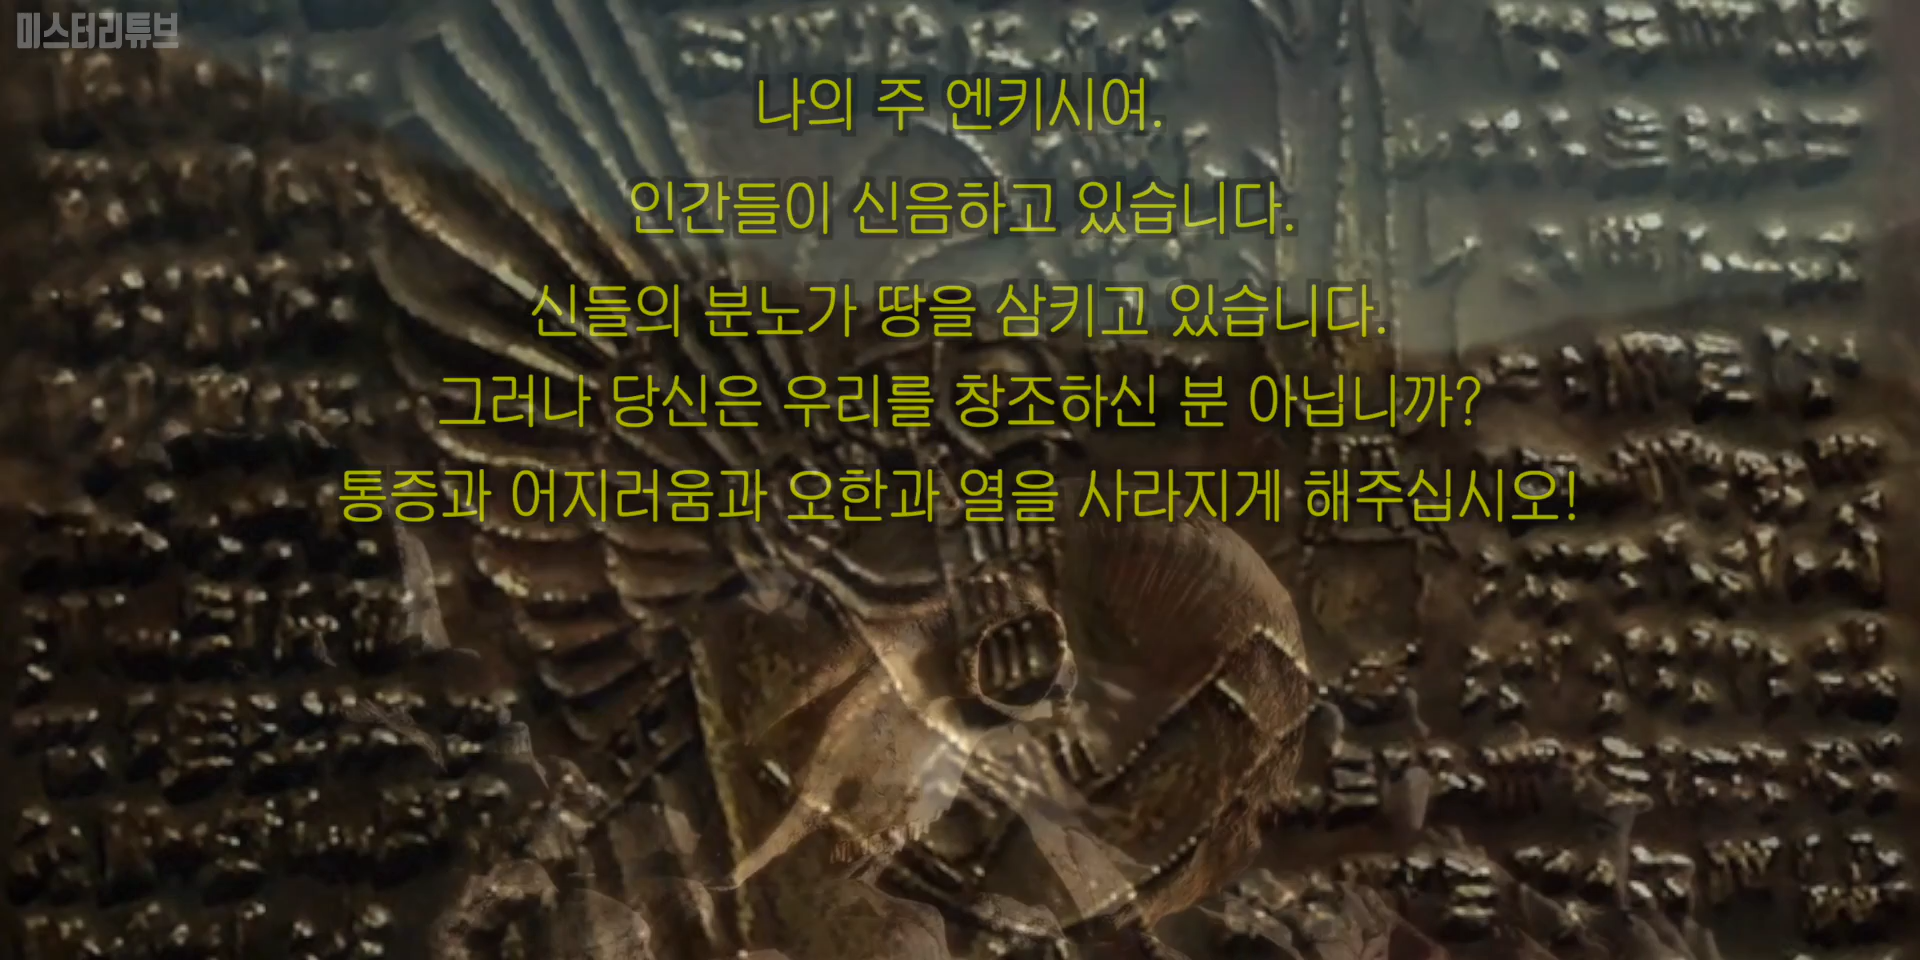 미스터리튜브
나의 주 엔키시여.
인간들이 신음하고 있습니다.
신들의 분노가 땅을 삼키고 있습니다.
그러나 당신은 우리를 창조하신 분 아닙니까?
통증과 어지러움과 오한과 열을 사라지게 해주십시오!